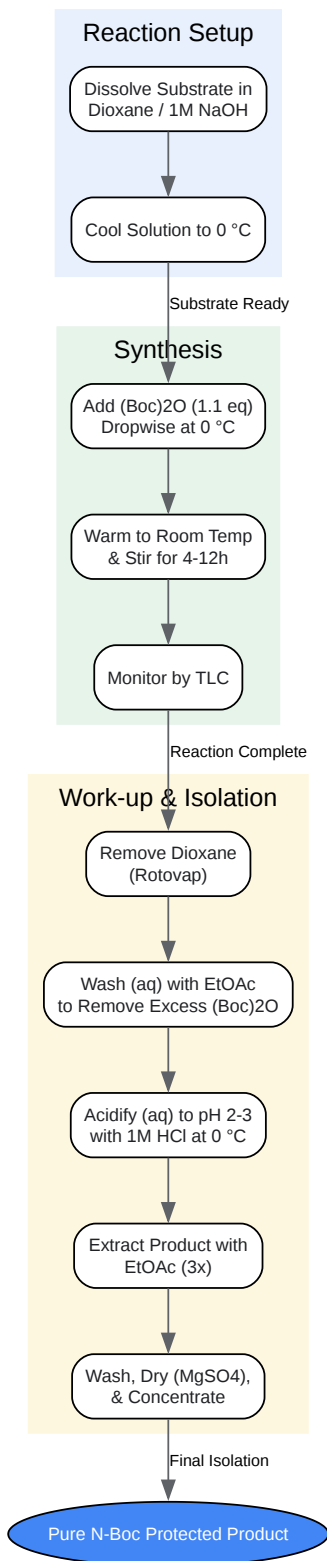 Reaction Setup
Dissolve Substrate in
Dioxane / 1M NaOH
Cool Solution to 0 °C
Substrate Ready
Synthesis
Add (Boc)2O (1.1 eq)
Dropwise at 0 °C
Warm to Room Temp
& Stir for 4-12h
Monitor by TLC
Reaction Complete
Work-up & Isolation
Remove Dioxane
(Rotovap)
Wash (aq) with EtOAc
to Remove Excess (Boc)2O
Acidify (aq) to pH 2-3
with 1M HCl at 0 °C
Extract Product with
EtOAc (3x)
Wash, Dry (MgSO4),
& Concentrate
Final Isolation
Pure N-Boc Protected Product